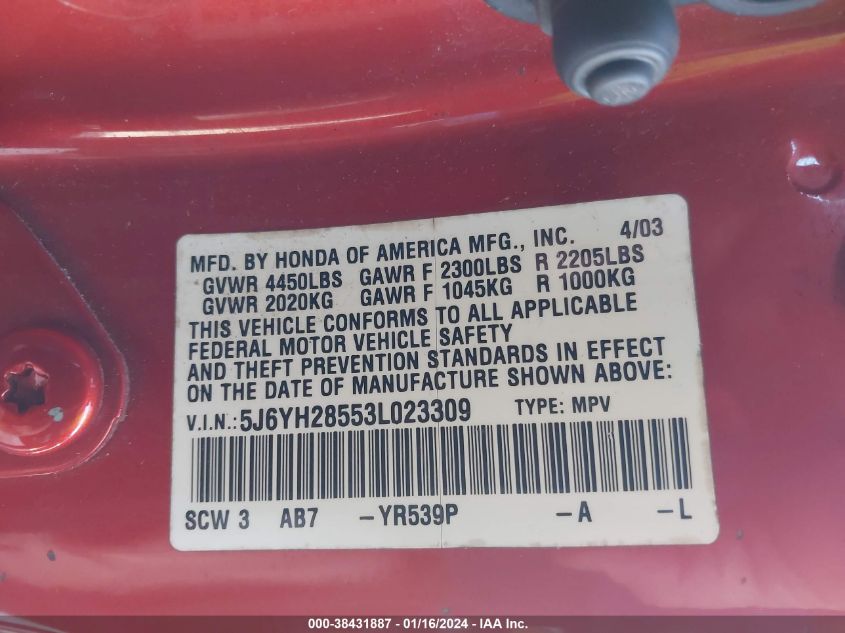 MFD. BY HONDA OF AMERICA MFG., INC. 4/03
GVWR 4450LBS GAWR F 2300LBS R 2205LBS
GVWR 2020KG GAWR F 1045KG R 1000KG
THIS VEHICLE CONFORMS TO ALL APPLICABLE
FEDERAL MOTOR VEHICLE SAFETY
AND THEFT PREVENTION STANDARDS IN EFFECT
ON THE DATE OF MANUFACTURE SHOWN ABOVE:
V.I.N.:5J6YH28553L023309 TYPE: MPV
SCW 3 AB7 -YR539P -A -L
000-38431887 - 01/16/2024 - IAA Inc.